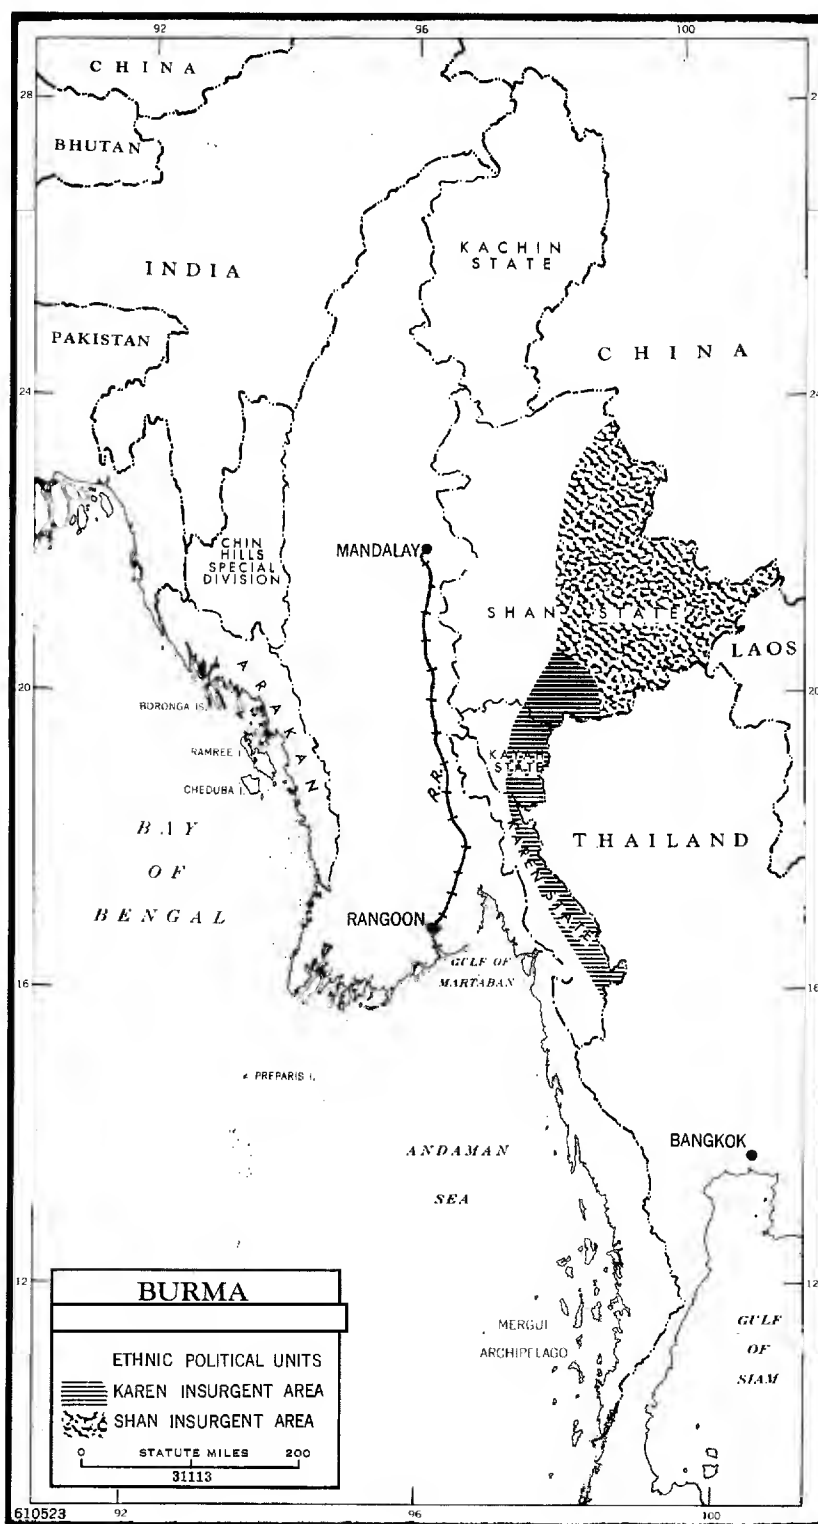 92
96
100
CHINA
28
2
BHUTAN
KACHIN
STATE
INDIA
PAKISTAN
CHINA
24
24
MANDALAY
CHIN
HILLS
SPECIAL
DIVISION
SHAN STATE
LAOS
ARAKAN
20
20
BORONGA IS.
RAMREE I.
KAYAH
STATE
CHEDUBA I.
R.R.
BAY
OF
BENGAL
THAILAND
KAREN STATE
RANGOON
GULF OF
MARTABAN
16
16
PREPARIS I.
BANGKOK
ANDAMAN
SEA
12
12
BURMA
MERGUI
ARCHIPELAGO
GULF
OF
SIAM
ETHNIC POLITICAL UNITS
KAREN INSURGENT AREA
SHAN INSURGENT AREA
0 STATUTE MILES 200
31113
610523
92
96
100